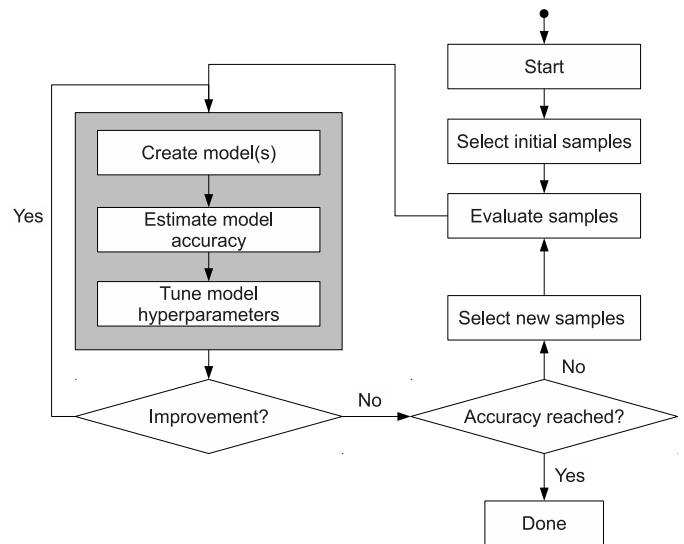 Start
Select initial samples
Evaluate samples
Create model(s)
Yes
Estimate model
accuracy
Tune model
hyperparameters
Select new samples
No
Improvement?
No
Accuracy reached?
Yes
Done